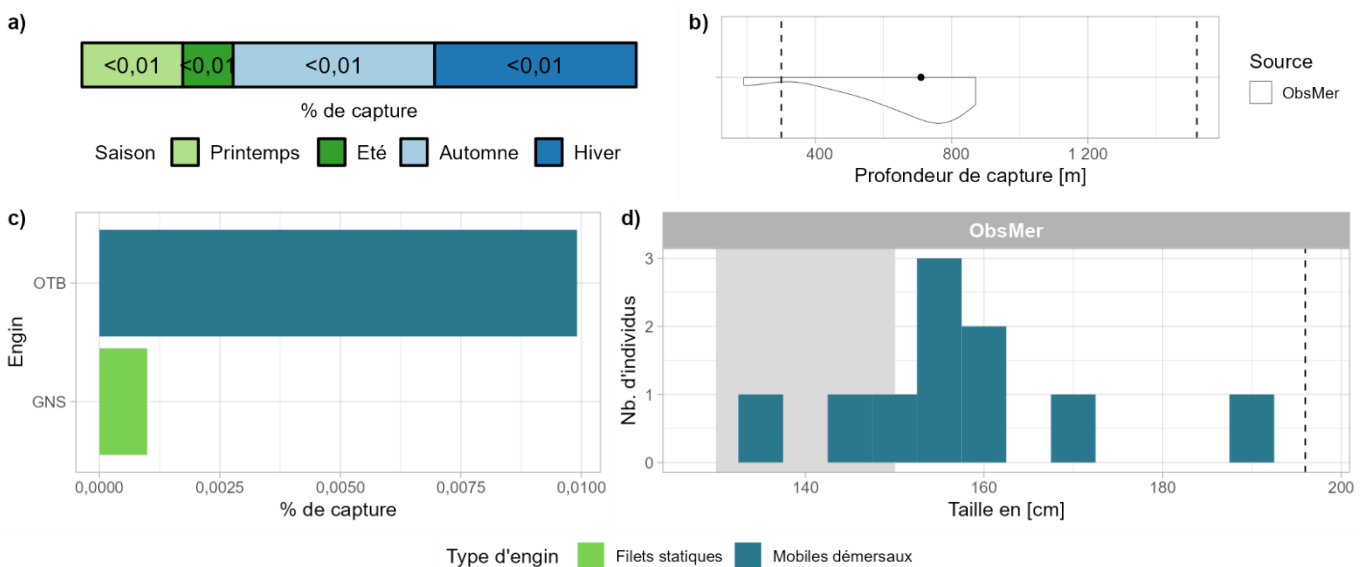 a)
<0,01 <0,01 <0,01 <0,01
% de capture
Saison Printemps Eté Automne Hiver
b)
400 800 1 200
Profondeur de capture [m]
Source
ObsMer
c)
Engin
OTB
GNS
0,0000 0,0025 0,0050 0,0075 0,0100
% de capture
d)
ObsMer
Nb. d'individus
3
2
1
0
140 160 180 200
Taille en [cm]
Type d'engin Filets statiques Mobiles démersaux